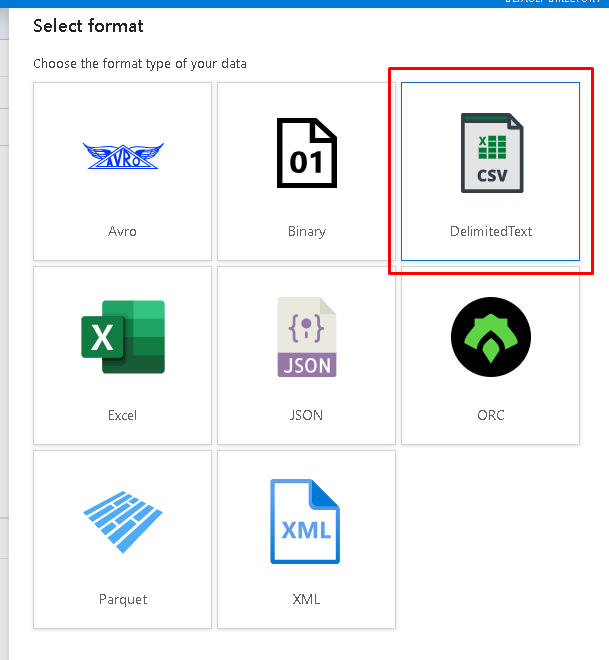 Select format
Choose the format type of your data
AVRO
01
CSV
Avro
Binary
DelimitedText
X
JSON
Excel
JSON
ORC
XML
Parquet
XML